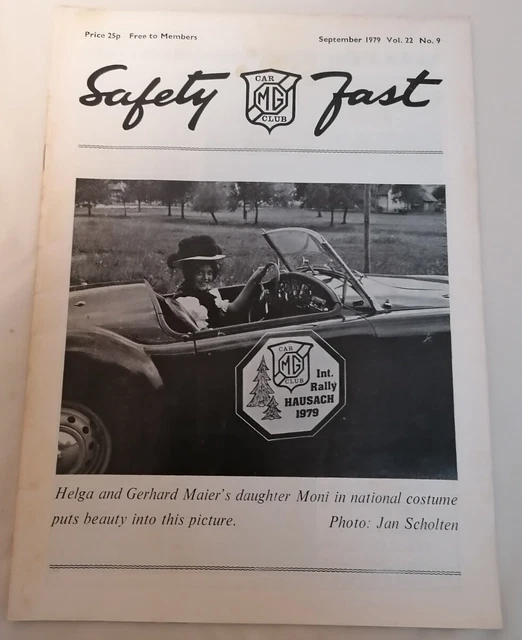 Price 25p Free to Members
September 1979 Vol. 22 No. 9
Safety CAR MG CLUB Fast
CAR
MG
CLUB
Int.
Rally
HAUSACH
1979
Helga and Gerhard Maier's daughter Moni in national costume
puts beauty into this picture. Photo: Jan Scholten